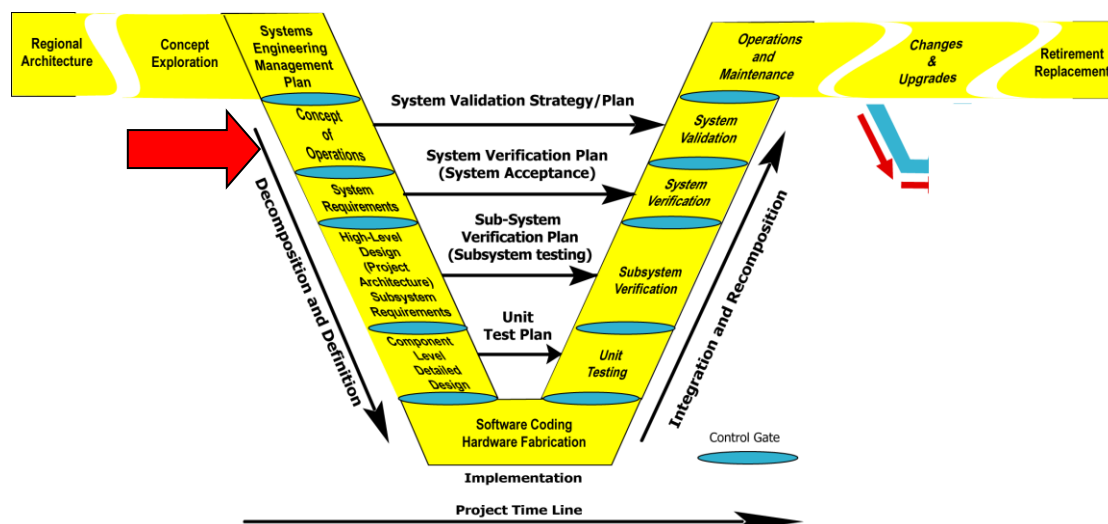 Regional
Architecture
Concept
Exploration
Systems
Engineering
Management
Plan
Operations
and
Maintenance
Changes
&
Upgrades
Retirement
Replacement
System Validation Strategy/Plan
Concept
of
Operations
System
Validation
System Verification Plan
(System Acceptance)
System
Requirements
System
Verification
Sub-System
Verification Plan
(Subsystem testing)
High-Level
Design
(Project
Architecture)
Subsystem
Requirements
Subsystem
Verification
Unit
Test Plan
Component
Level
Detailed
Design
Unit
Testing
Decomposition and Definition
Integration and Recomposition
Software Coding
Hardware Fabrication
Control Gate
Implementation
Project Time Line